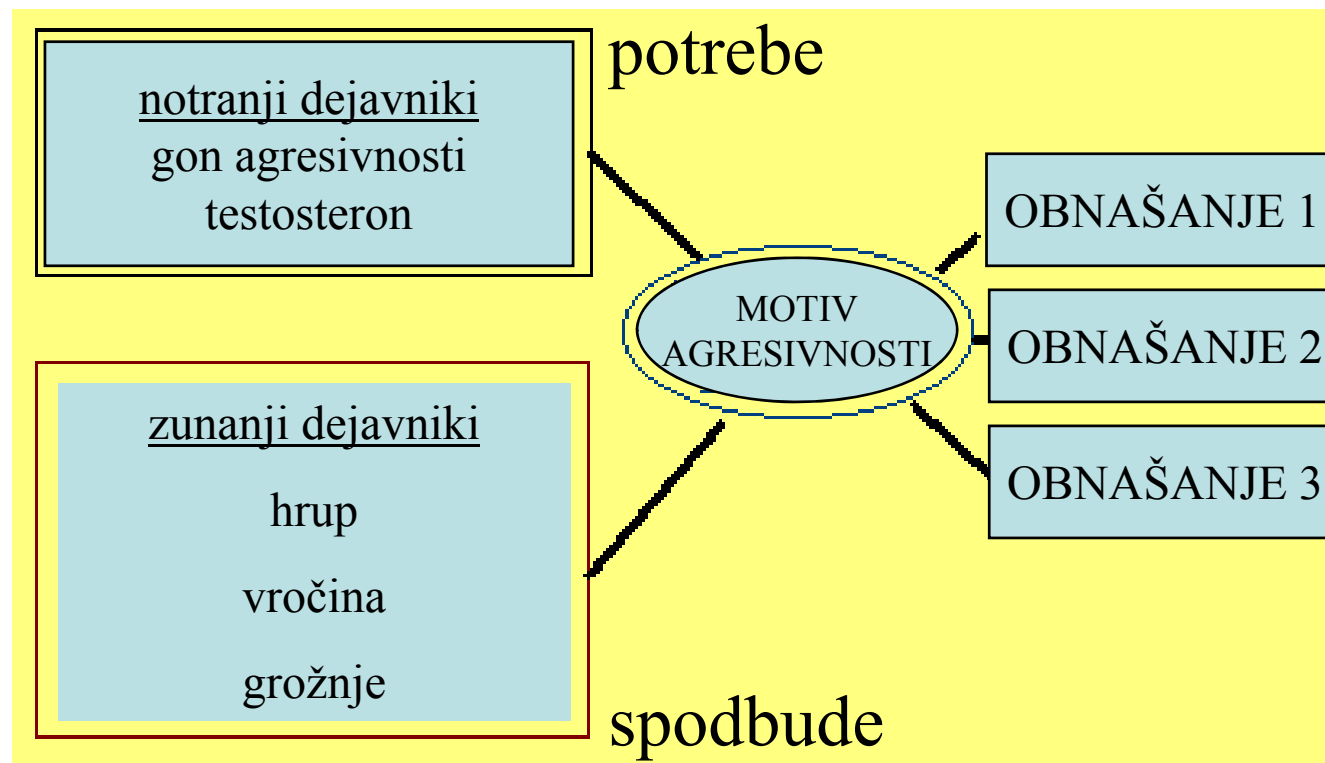 potrebe
notranji dejavniki
gon agresivnosti
testosteron
MOTIV
AGRESIVNOSTI
OBNAŠANJE 1
OBNAŠANJE 2
OBNAŠANJE 3
zunanji dejavniki
hrup
vročina
grožnje
spodbude